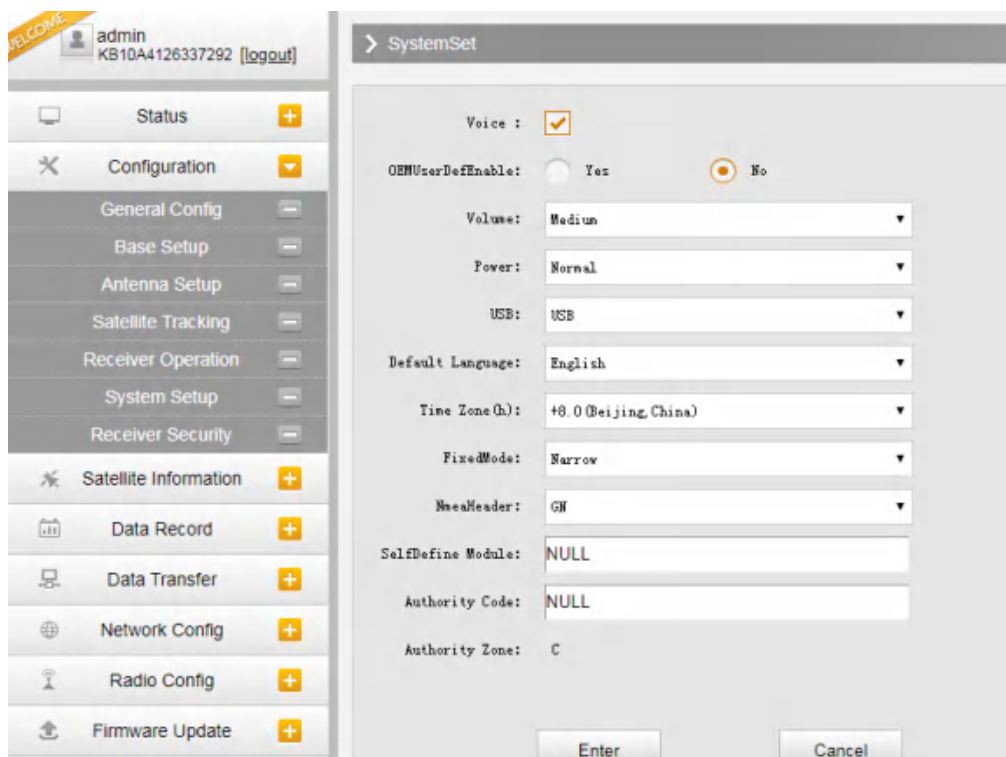 WELCOME
admin
KB10A4126337292 [logout]
Status
Configuration
General Config
Base Setup
Antenna Setup
Satellite Tracking
Receiver Operation
System Setup
Receiver Security
Satellite Information
Data Record
Data Transfer
Network Config
Radio Config
Firmware Update
SystemSet
Voice :
OEMUserDefEnable: Yes No
Volume: Medium
Power: Normal
USB: USB
Default Language: English
Time Zone(h): +8.0(Beijing,China)
FixedMode: Narrow
NmeaHeader: GN
SelfDefine Module: NULL
Authority Code: NULL
Authority Zone: C
Enter Cancel